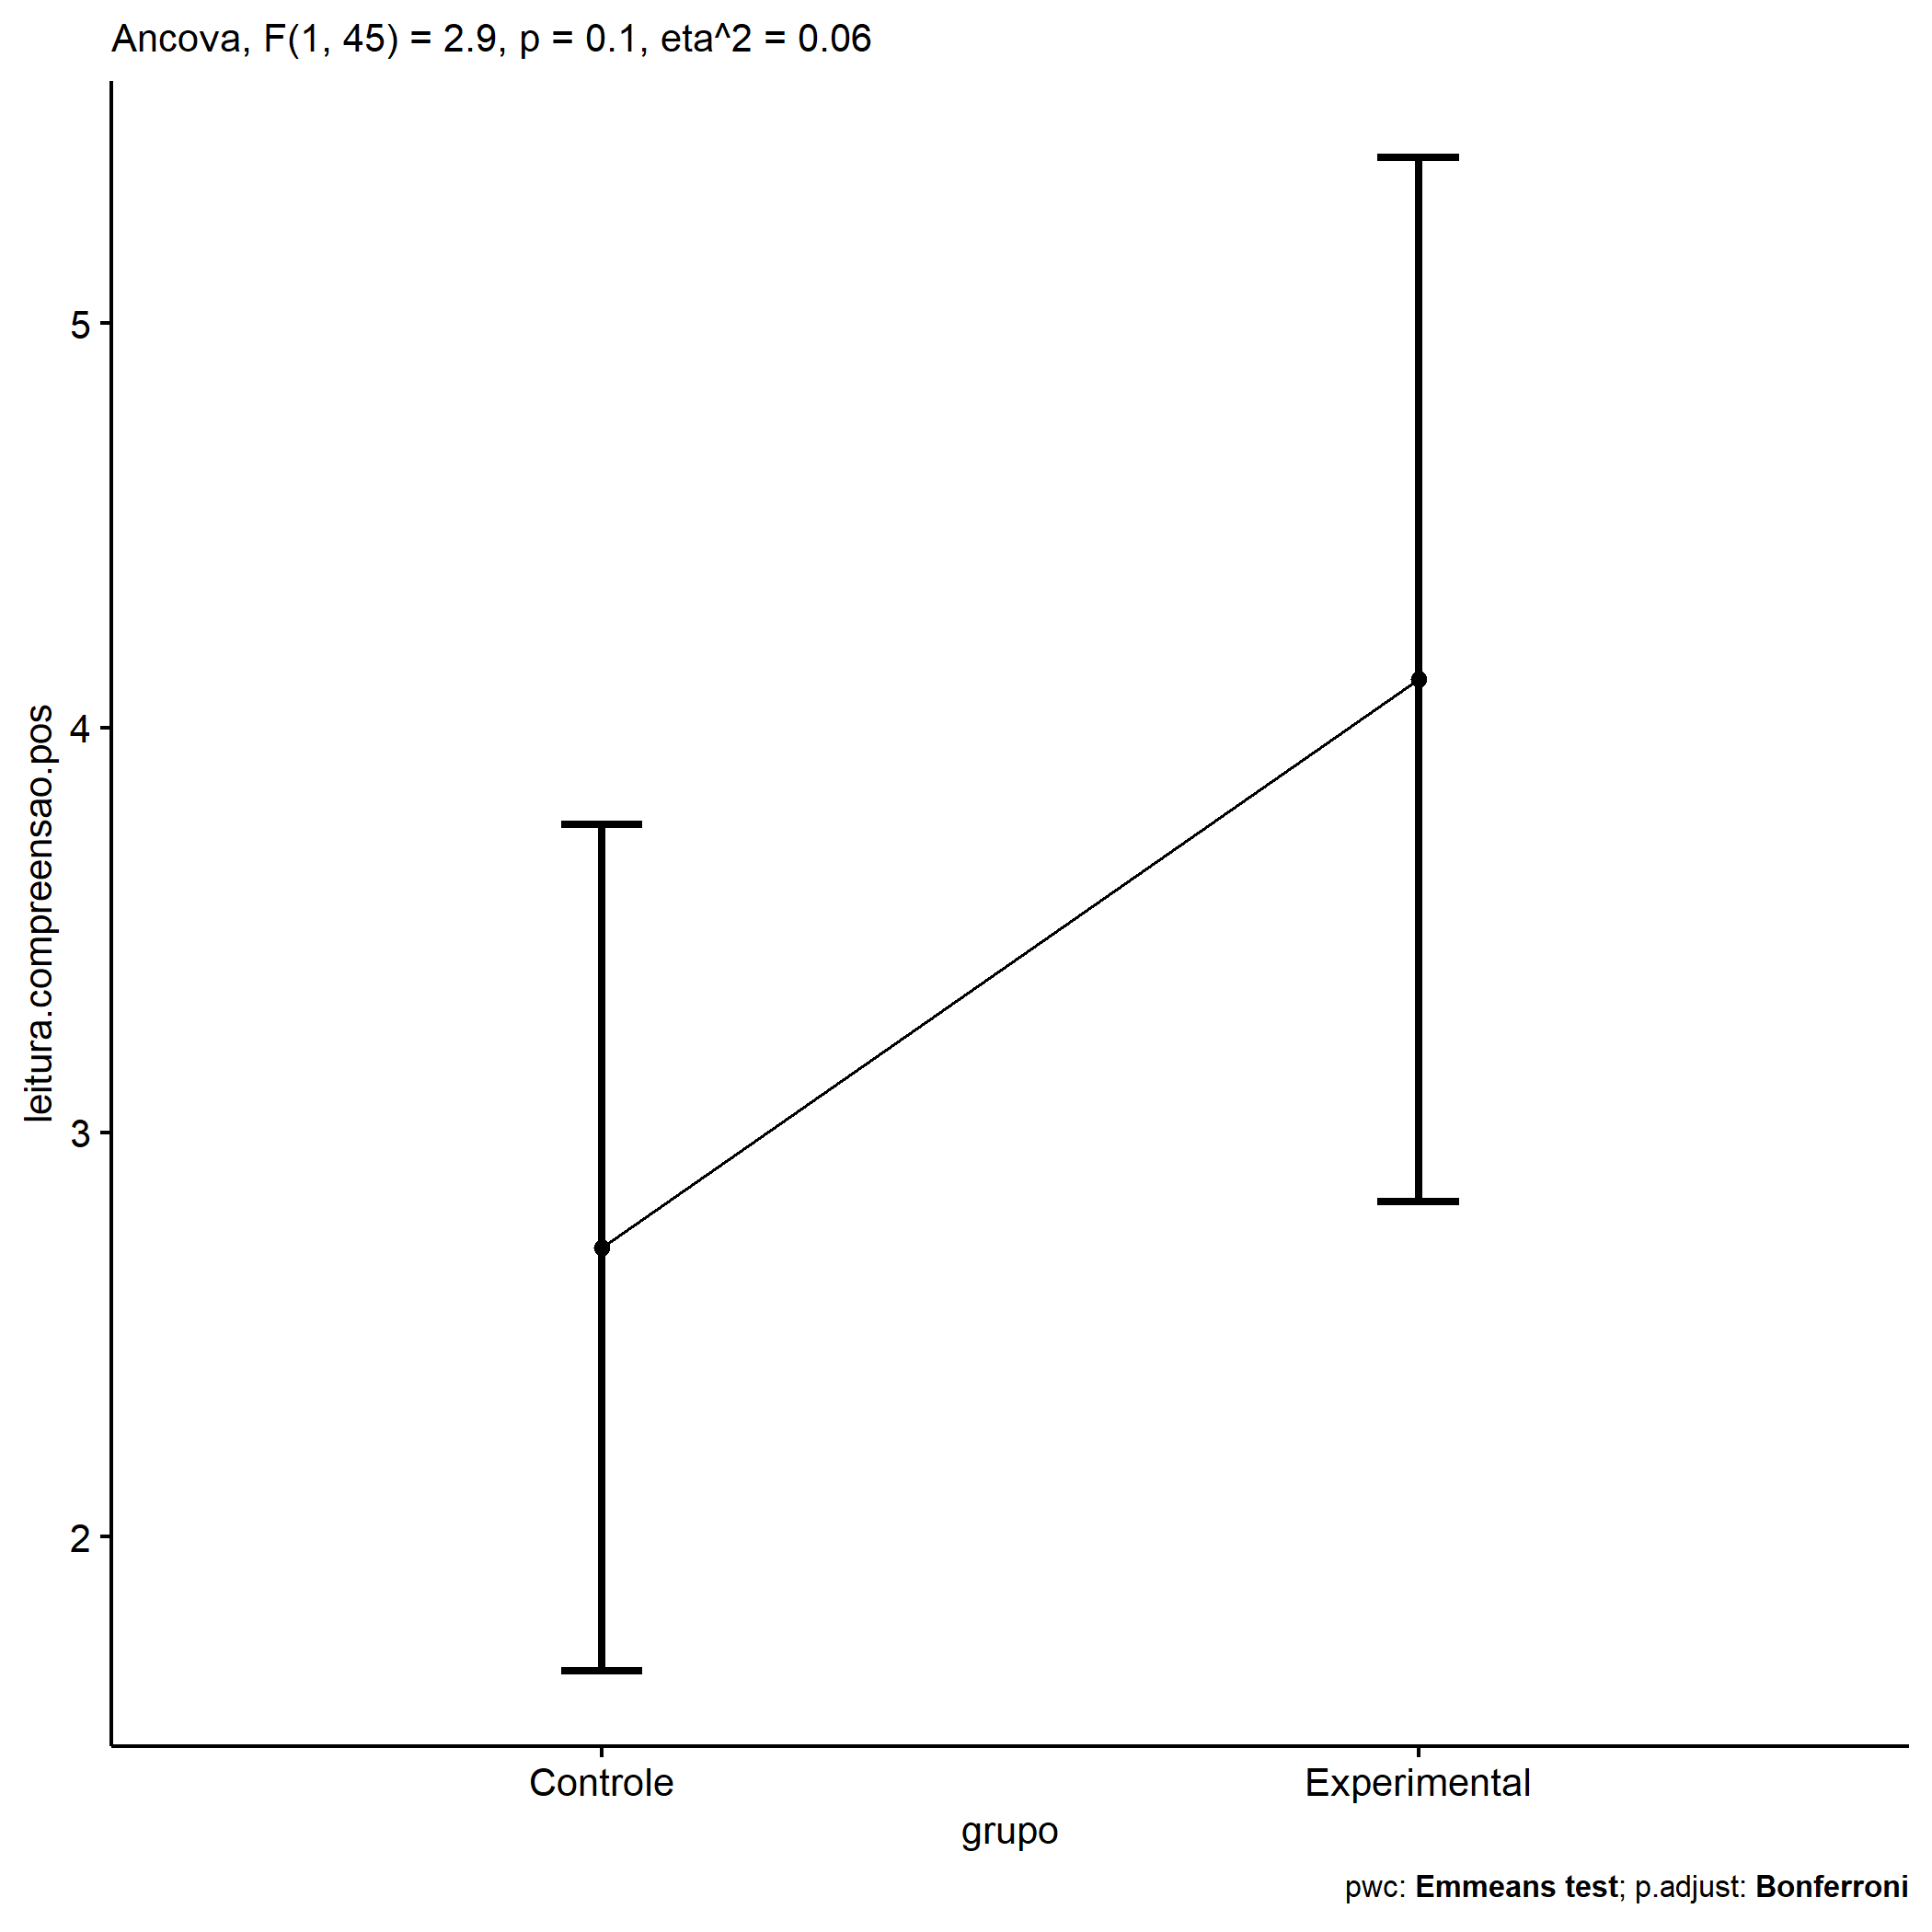 Ancova, F(1, 45) = 2.9, p = 0.1, eta^2 = 0.06
leitura.compreensao.pos
5
4
3
2
Controle
Experimental
grupo
pwc: Emmeans test; p.adjust: Bonferroni